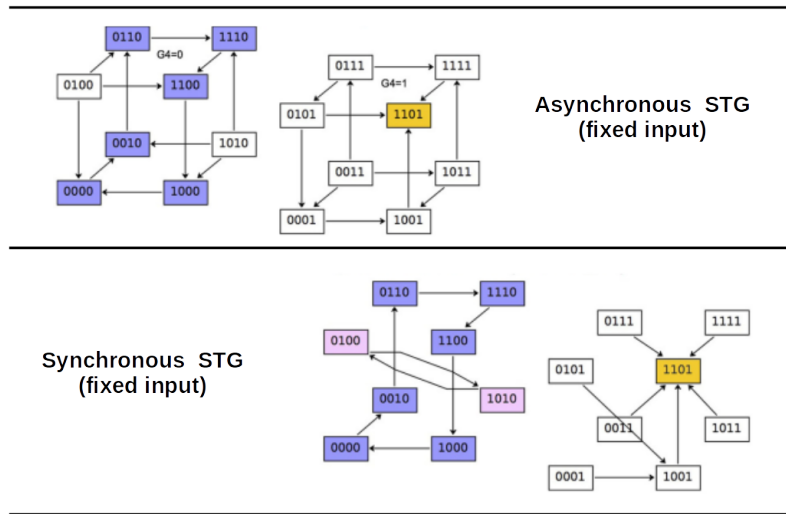 0110 1110
G4=0
0100 1100
0010 1010
0000 1000
0111 1111
G4=1
0101 1101
0011 1011
0001 1001
Asynchronous STG
(fixed input)
Synchronous STG
(fixed input)
0110 1110
0100 1100
0010 1010
0000 1000
0111 1111
0101 1101
0011 1011
0001 1001